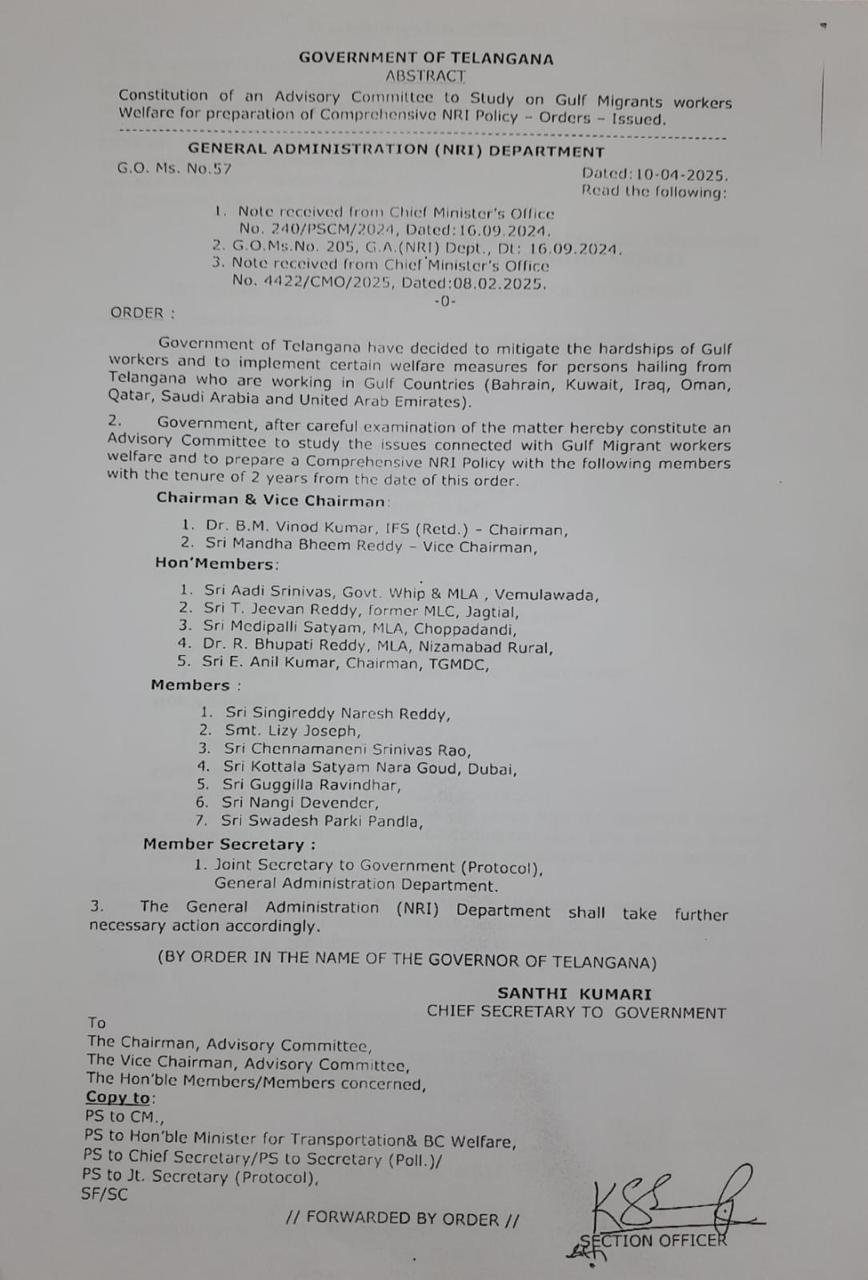 GOVERNMENT OF TELANGANA
ABSTRACT
Constitution of an Advisory Committee to Study on Gulf Migrants workers
Welfare for preparation of Comprehensive NRI Policy – Orders – Issued.
GENERAL ADMINISTRATION (NRI) DEPARTMENT
G.O. Ms. No.57
Dated:10-04-2025.
Read the following:
1. Note received from Chief Minister's Office
No. 240/PSCM/2024, Dated:16.09.2024.
2. G.O.Ms.No. 205, G.A.(NRI) Dept., Dt: 16.09.2024.
3. Note received from Chief Minister's Office
No. 4422/CMO/2025, Dated:08.02.2025.
-0-
ORDER :
Government of Telangana have decided to mitigate the hardships of Gulf
workers and to implement certain welfare measures for persons hailing from
Telangana who are working in Gulf Countries (Bahrain, Kuwait, Iraq, Oman,
Qatar, Saudi Arabia and United Arab Emirates).
2. Government, after careful examination of the matter hereby constitute an
Advisory Committee to study the issues connected with Gulf Migrant workers
welfare and to prepare a Comprehensive NRI Policy with the following members
with the tenure of 2 years from the date of this order.
Chairman & Vice Chairman:
1. Dr. B.M. Vinod Kumar, IFS (Retd.) – Chairman,
2. Sri Mandha Bheem Reddy – Vice Chairman,
Hon'Members:
1. Sri Aadi Srinivas, Govt. Whip & MLA , Vemulawada,
2. Sri T. Jeevan Reddy, former MLC, Jagtial,
3. Sri Medipalli Satyam, MLA, Choppadandi,
4. Dr. R. Bhupati Reddy, MLA, Nizamabad Rural,
5. Sri E. Anil Kumar, Chairman, TGMDC,
Members :
1. Sri Singireddy Naresh Reddy,
2. Smt. Lizy Joseph,
3. Sri Chennamaneni Srinivas Rao,
4. Sri Kottala Satyam Nara Goud, Dubai,
5. Sri Guggilla Ravindhar,
6. Sri Nangi Devender,
7. Sri Swadesh Parki Pandla,
Member Secretary :
1. Joint Secretary to Government (Protocol),
General Administration Department.
3. The General Administration (NRI) Department shall take further
necessary action accordingly.
(BY ORDER IN THE NAME OF THE GOVERNOR OF TELANGANA)
SANTHI KUMARI
CHIEF SECRETARY TO GOVERNMENT
To
The Chairman, Advisory Committee,
The Vice Chairman, Advisory Committee,
The Hon'ble Members/Members concerned,
Copy to:
PS to CM.,
PS to Hon'ble Minister for Transportation& BC Welfare,
PS to Chief Secretary/PS to Secretary (Poll.)/
PS to Jt. Secretary (Protocol),
SF/SC
// FORWARDED BY ORDER //
SECTION OFFICER